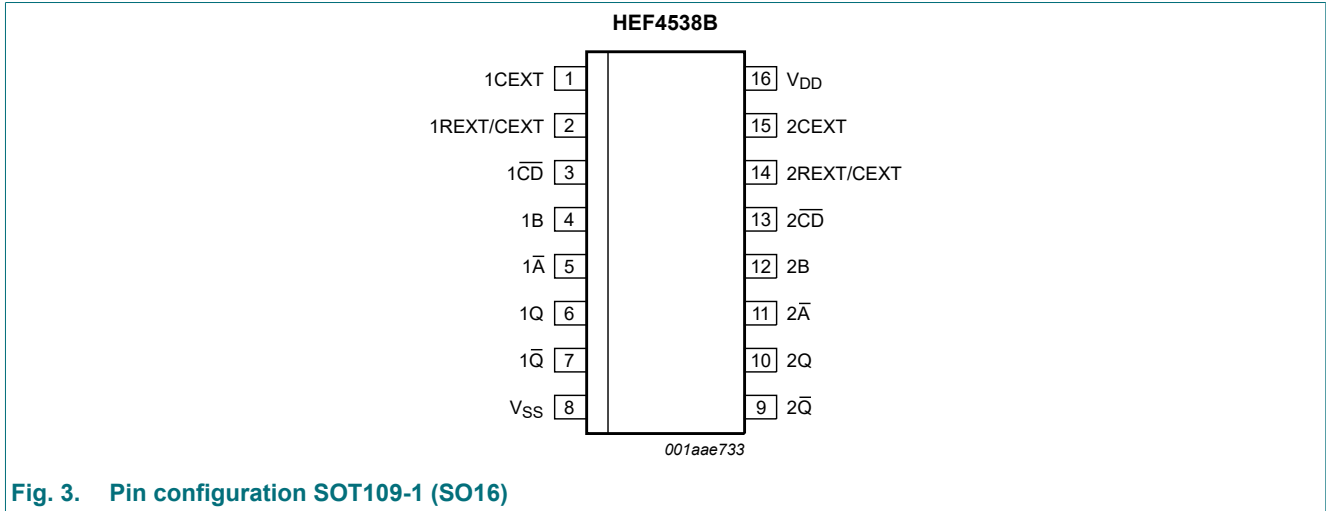 HEF4538B
1CEXT 1 16 VDD
1REXT/CEXT 2 15 2CEXT
1C̅D̅ 3 14 2REXT/CEXT
1B 4 13 2C̅D̅
1A̅ 5 12 2B
1Q 6 11 2A̅
1Q̅ 7 10 2Q
VSS 8 9 2Q̅
001aae733
Fig. 3. Pin configuration SOT109-1 (SO16)